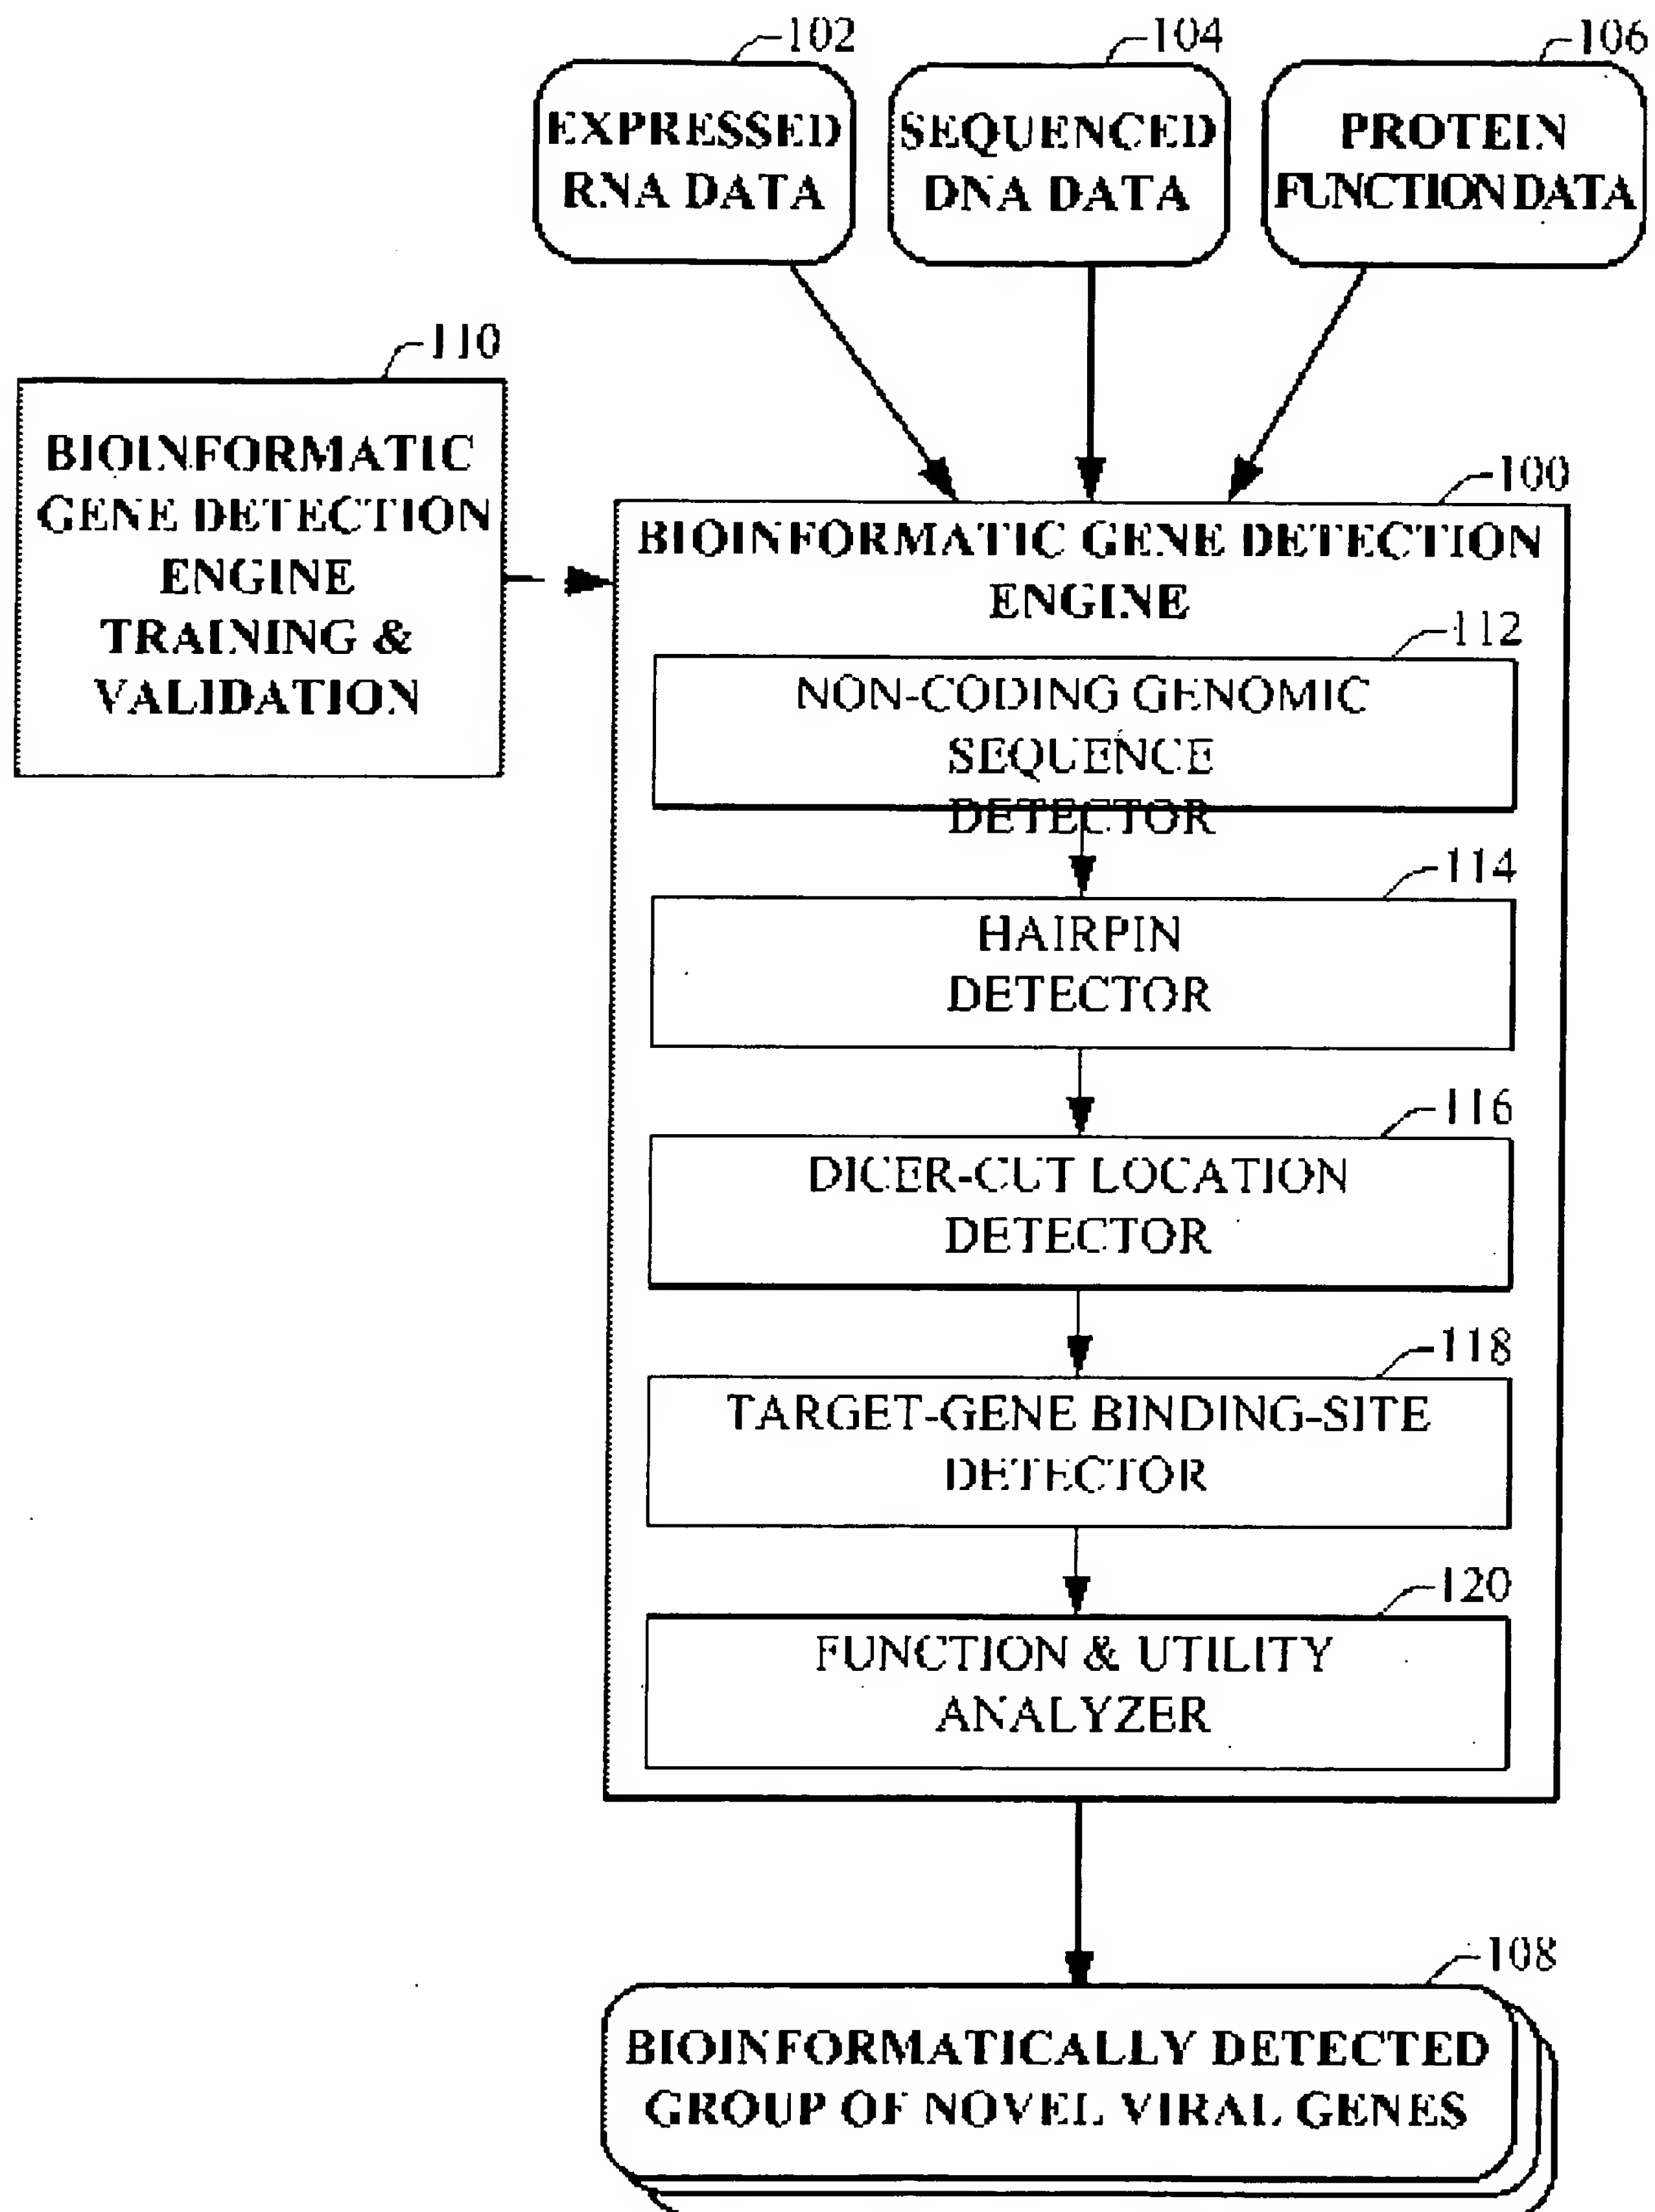 102
104
106
EXPRESSED
RNA DATA
SEQUENCED
DNA DATA
PROTEIN
FUNCTION DATA
110
BIOINFORMATIC
GENE DETECTION
ENGINE
TRAINING &
VALIDATION
100
BIOINFORMATIC GENE DETECTION
ENGINE
112
NON-CODING GENOMIC
SEQUENCE
DETECTOR
114
HAIRPIN
DETECTOR
116
DICER-CUT LOCATION
DETECTOR
118
TARGET-GENE BINDING-SITE
DETECTOR
120
FUNCTION & UTILITY
ANALYZER
108
BIOINFORMATICALLY DETECTED
GROUP OF NOVEL VIRAL GENES